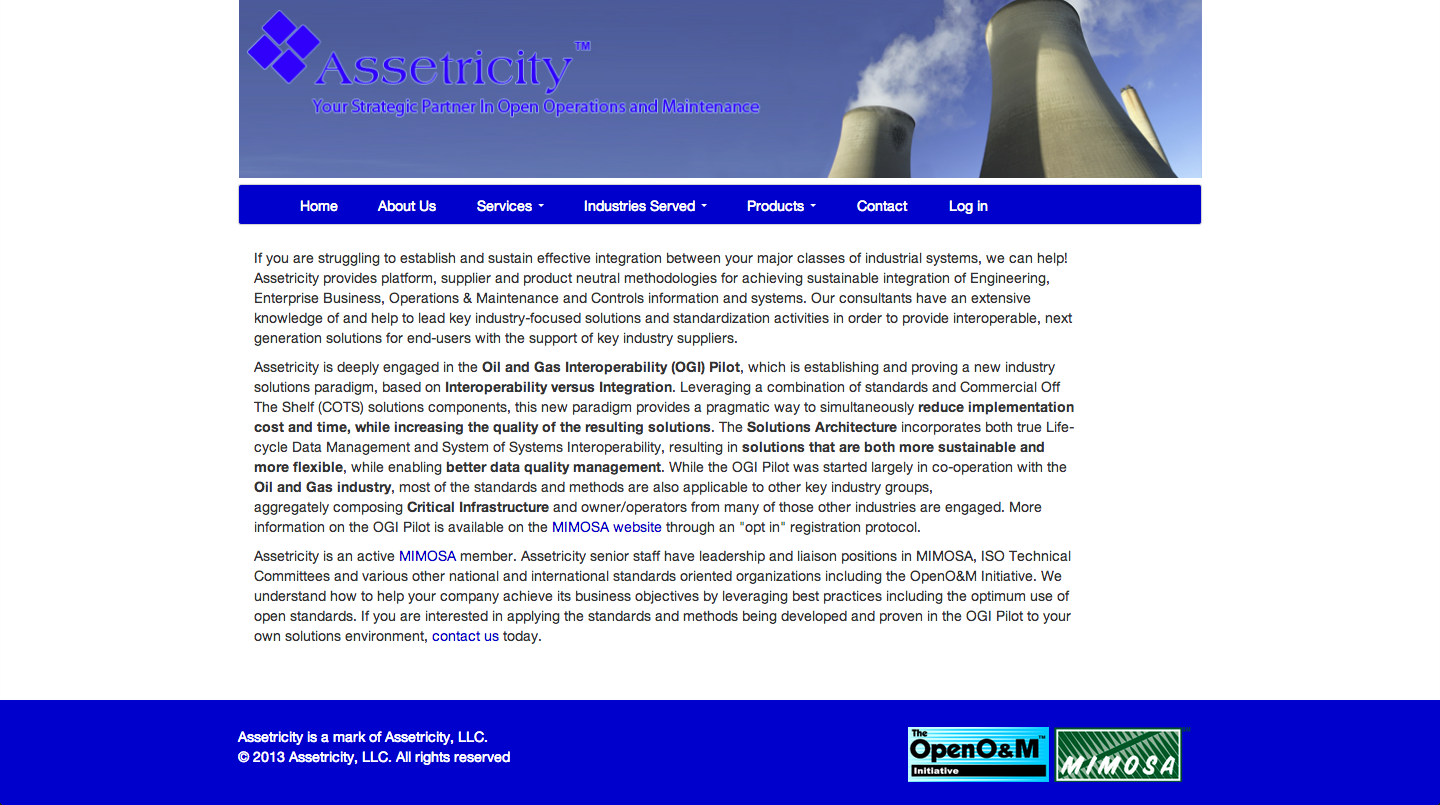 Assetricity™
Your Strategic Partner In Open Operations and Maintenance
Home About Us Services Industries Served Products Contact Log in
If you are struggling to establish and sustain effective integration between your major classes of industrial systems, we can help!
Assetricity provides platform, supplier and product neutral methodologies for achieving sustainable integration of Engineering,
Enterprise Business, Operations & Maintenance and Controls information and systems. Our consultants have an extensive
knowledge of and help to lead key industry-focused solutions and standardization activities in order to provide interoperable, next
generation solutions for end-users with the support of key industry suppliers.
Assetricity is deeply engaged in the Oil and Gas Interoperability (OGI) Pilot, which is establishing and proving a new industry
solutions paradigm, based on Interoperability versus Integration. Leveraging a combination of standards and Commercial Off
The Shelf (COTS) solutions components, this new paradigm provides a pragmatic way to simultaneously reduce implementation
cost and time, while increasing the quality of the resulting solutions. The Solutions Architecture incorporates both true Life-
cycle Data Management and System of Systems Interoperability, resulting in solutions that are both more sustainable and
more flexible, while enabling better data quality management. While the OGI Pilot was started largely in co-operation with the
Oil and Gas industry, most of the standards and methods are also applicable to other key industry groups,
aggregately composing Critical Infrastructure and owner/operators from many of those other industries are engaged. More
information on the OGI Pilot is available on the MIMOSA website through an "opt in" registration protocol.
Assetricity is an active MIMOSA member. Assetricity senior staff have leadership and liaison positions in MIMOSA, ISO Technical
Committees and various other national and international standards oriented organizations including the OpenO&M Initiative. We
understand how to help your company achieve its business objectives by leveraging best practices including the optimum use of
open standards. If you are interested in applying the standards and methods being developed and proven in the OGI Pilot to your
own solutions environment, contact us today.
Assetricity is a mark of Assetricity, LLC.
© 2013 Assetricity, LLC. All rights reserved
The
OpenO&M™
Initiative
MIMOSA